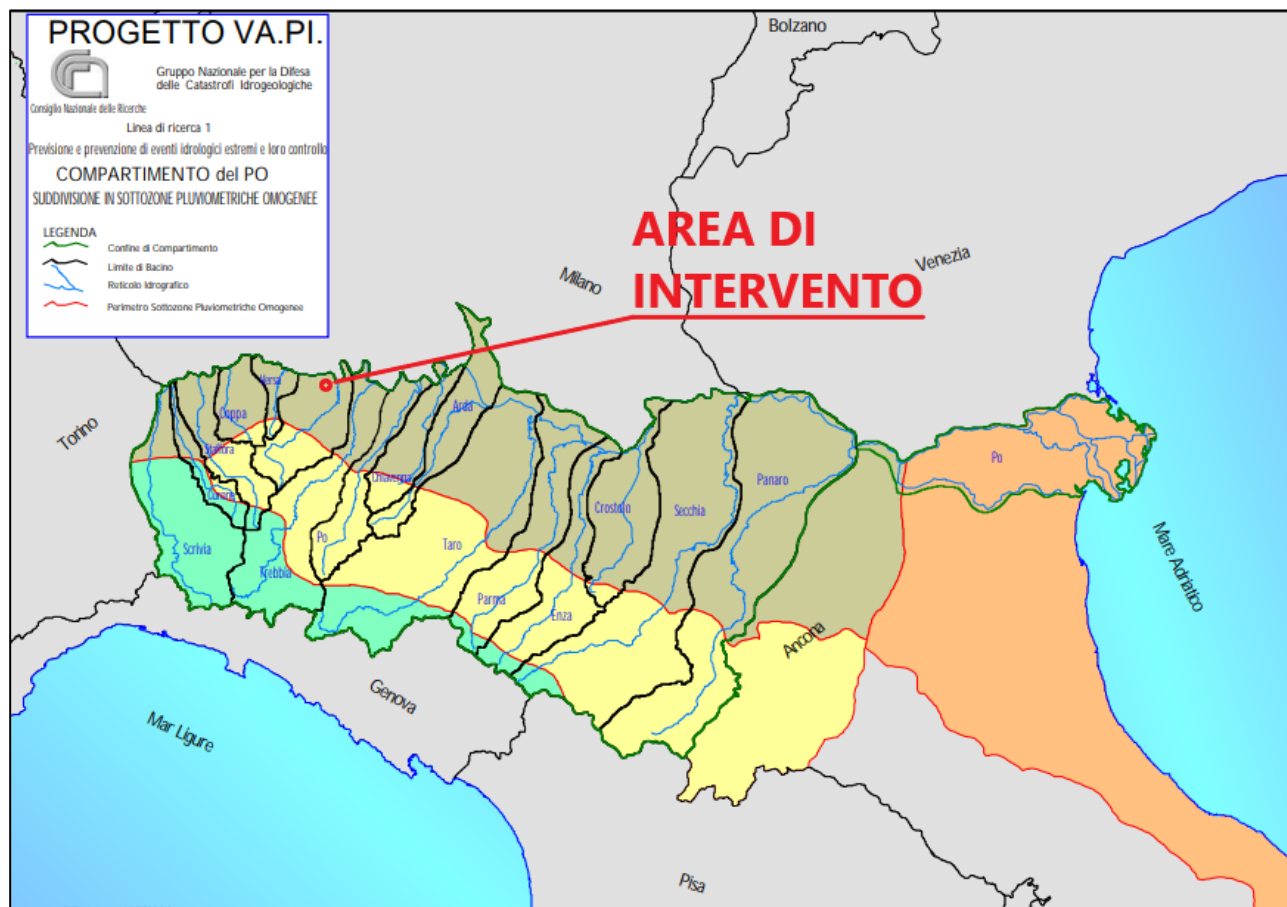 PROGETTO VA.PI.
Gruppo Nazionale per la Difesa
delle Catastrofi Idrogeologiche
Consiglio Nazionale delle Ricerche
Linea di ricerca 1
Previsione e prevenzione di eventi idrologici estremi e loro controllo
COMPARTIMENTO del PO
SUDDIVISIONE IN SOTTOZONE PLUVIOMETRICHE OMOGENEE
LEGENDA
Confine di Compartimento
Limite di Bacino
Reticolo Idrografico
Perimetro Sottozone Pluviometriche Omogenee
Bolzano
AREA DI
INTERVENTO
Venezia
Milano
Torino
Versa
Coppa
Arda
Staffora
Curone
Chiavenna
Scrivia
Trebbia
Po
Taro
Parma
Enza
Crostolo
Secchia
Panaro
Po
Ancona
Mare Adriatico
Genova
Mar Ligure
Pisa